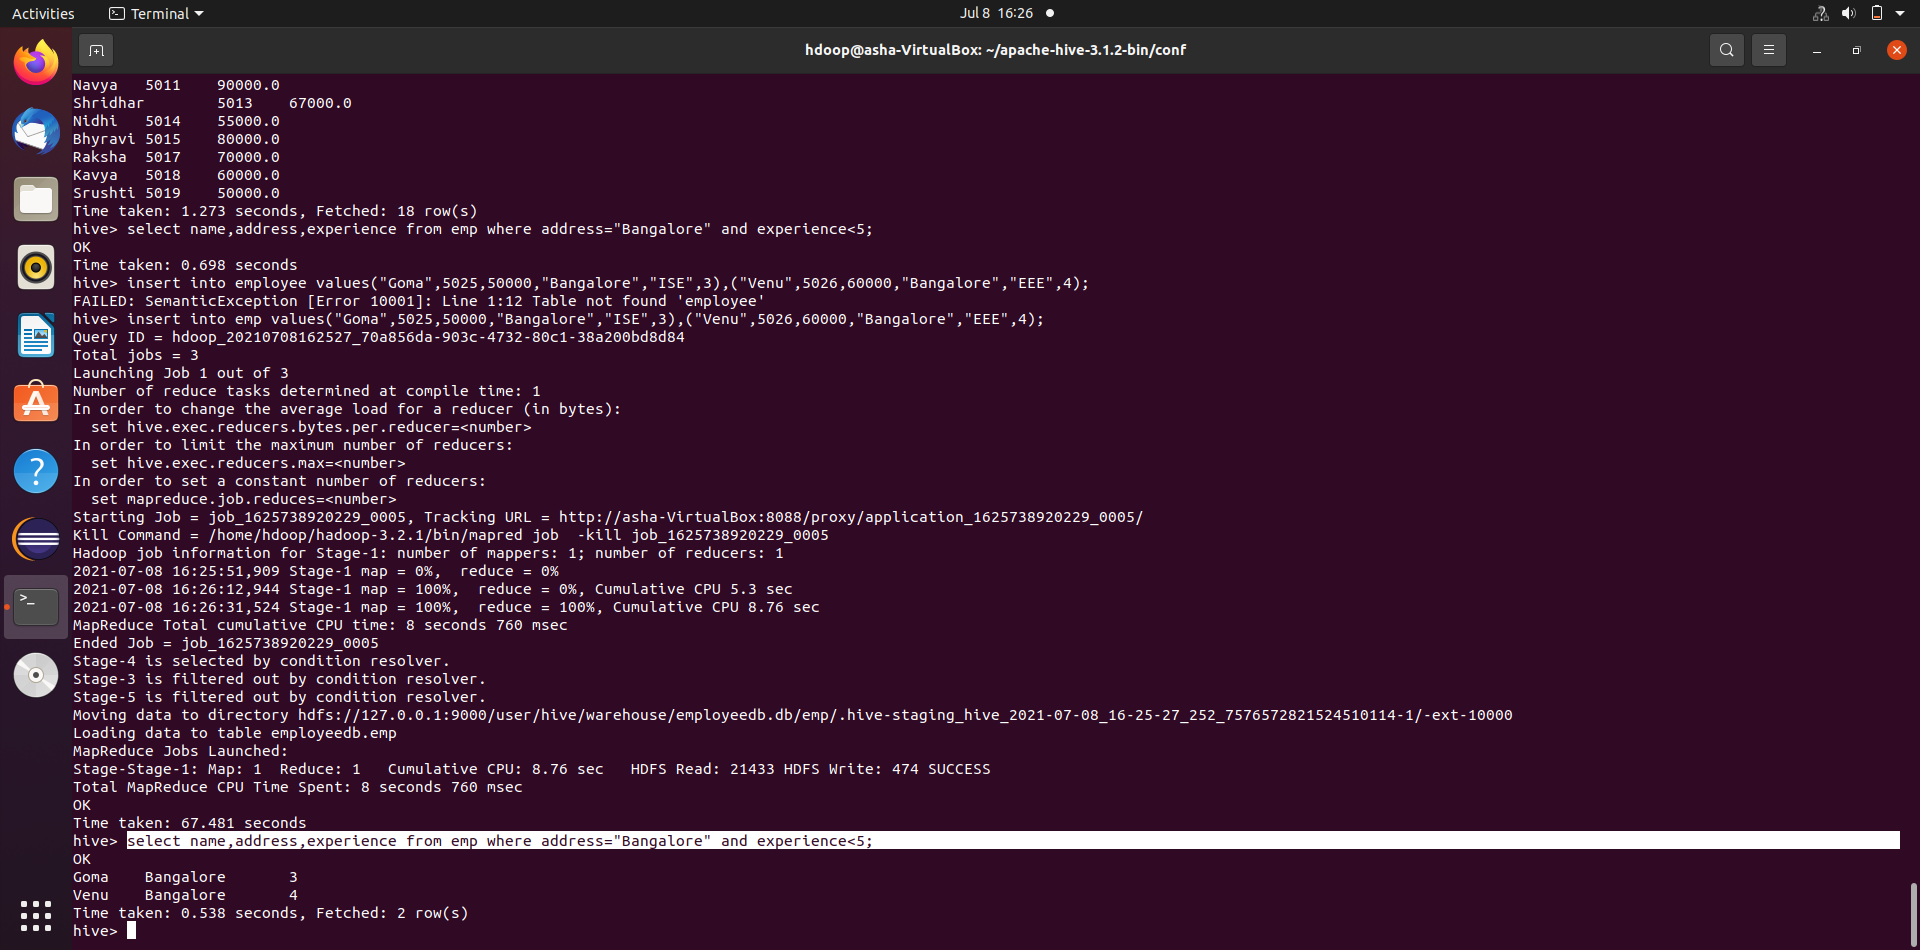 Activities Terminal Jul 8 16:26
hdoop@asha-VirtualBox: ~/apache-hive-3.1.2-bin/conf
Navya 5011 90000.0
Shridhar 5013 67000.0
Nidhi 5014 55000.0
Bhyravi 5015 80000.0
Raksha 5017 70000.0
Kavya 5018 60000.0
Srushti 5019 50000.0
Time taken: 1.273 seconds, Fetched: 18 row(s)
hive> select name,address,experience from emp where address="Bangalore" and experience<5;
OK
Time taken: 0.698 seconds
hive> insert into employee values("Goma",5025,50000,"Bangalore","ISE",3),("Venu",5026,60000,"Bangalore","EEE",4);
FAILED: SemanticException [Error 10001]: Line 1:12 Table not found 'employee'
hive> insert into emp values("Goma",5025,50000,"Bangalore","ISE",3),("Venu",5026,60000,"Bangalore","EEE",4);
Query ID = hdoop_20210708162527_70a856da-903c-4732-80c1-38a200bd8d84
Total jobs = 3
Launching Job 1 out of 3
Number of reduce tasks determined at compile time: 1
In order to change the average load for a reducer (in bytes):
  set hive.exec.reducers.bytes.per.reducer=<number>
In order to limit the maximum number of reducers:
  set hive.exec.reducers.max=<number>
In order to set a constant number of reducers:
  set mapreduce.job.reduces=<number>
Starting Job = job_1625738920229_0005, Tracking URL = http://asha-VirtualBox:8088/proxy/application_1625738920229_0005/
Kill Command = /home/hdoop/hadoop-3.2.1/bin/mapred job  -kill job_1625738920229_0005
Hadoop job information for Stage-1: number of mappers: 1; number of reducers: 1
2021-07-08 16:25:51,909 Stage-1 map = 0%,  reduce = 0%
2021-07-08 16:26:12,944 Stage-1 map = 100%,  reduce = 0%, Cumulative CPU 5.3 sec
2021-07-08 16:26:31,524 Stage-1 map = 100%,  reduce = 100%, Cumulative CPU 8.76 sec
MapReduce Total cumulative CPU time: 8 seconds 760 msec
Ended Job = job_1625738920229_0005
Stage-4 is selected by condition resolver.
Stage-3 is filtered out by condition resolver.
Stage-5 is filtered out by condition resolver.
Moving data to directory hdfs://127.0.0.1:9000/user/hive/warehouse/employeedb.db/emp/.hive-staging_hive_2021-07-08_16-25-27_252_7576572821524510114-1/-ext-10000
Loading data to table employeedb.emp
MapReduce Jobs Launched:
Stage-Stage-1: Map: 1  Reduce: 1   Cumulative CPU: 8.76 sec   HDFS Read: 21433 HDFS Write: 474 SUCCESS
Total MapReduce CPU Time Spent: 8 seconds 760 msec
OK
Time taken: 67.481 seconds
hive> select name,address,experience from emp where address="Bangalore" and experience<5;
OK
Goma Bangalore 3
Venu Bangalore 4
Time taken: 0.538 seconds, Fetched: 2 row(s)
hive>